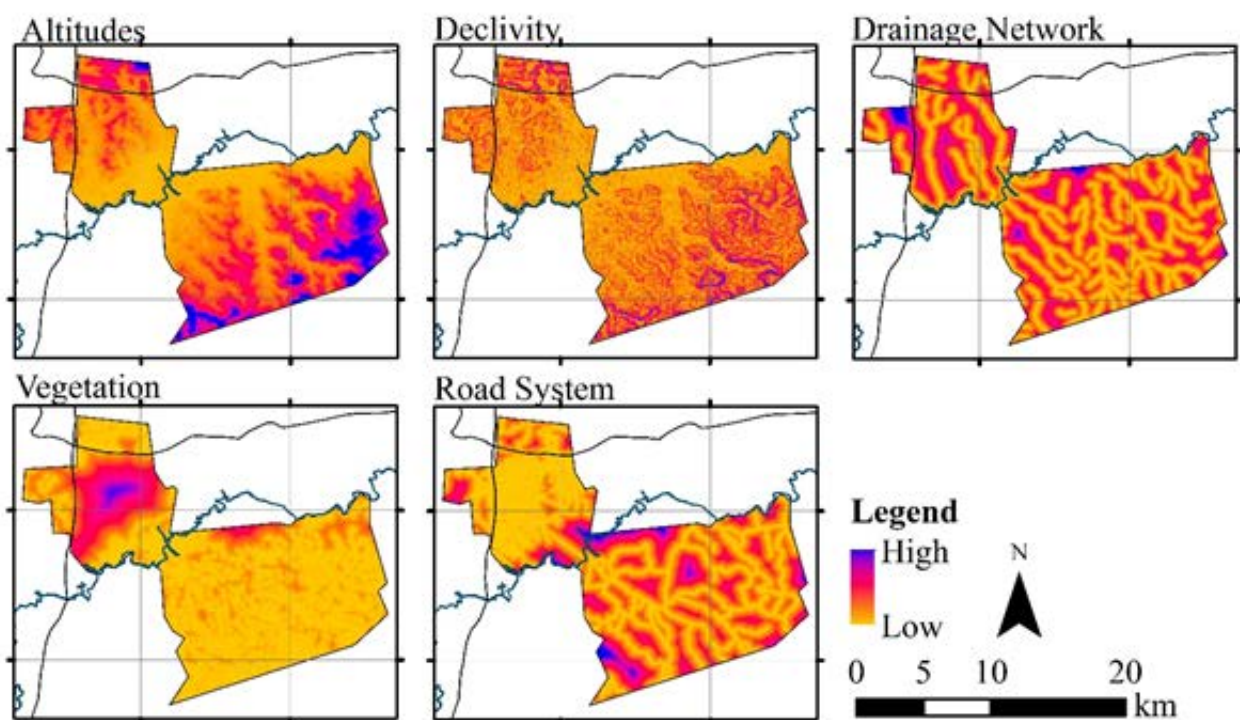 Altitudes
Declivity
Drainage Network
Vegetation
Road System
Legend
High
Low
N
0 5 10 20
km